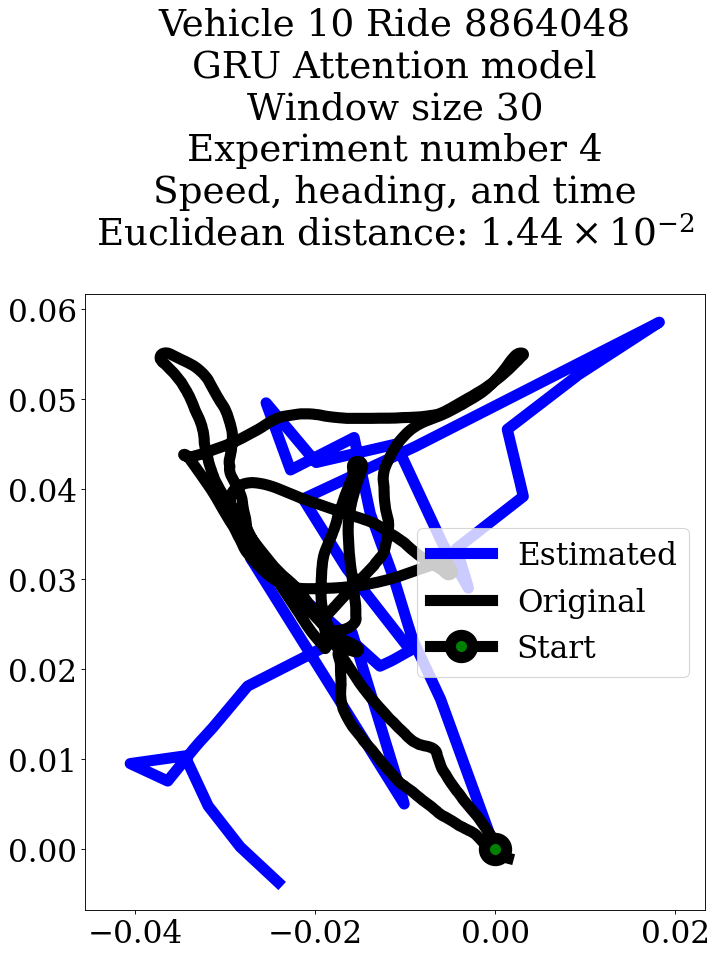 Vehicle 10 Ride 8864048
GRU Attention model
Window size 30
Experiment number 4
Speed, heading, and time
Euclidean distance: 1.44 × 10⁻²
0.06
0.05
0.04
0.03
0.02
0.01
0.00
Estimated
Original
Start
−0.04 −0.02 0.00 0.02